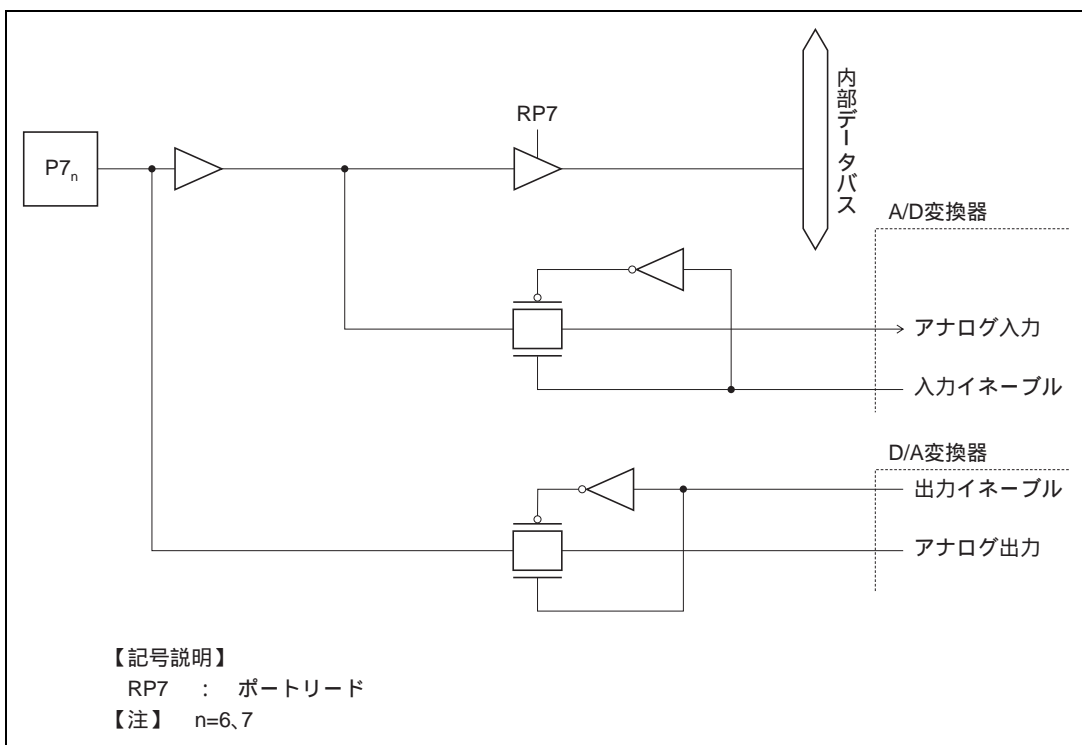 RP7
P7n
内部データバス
A/D変換器
アナログ入力
入力イネーブル
D/A変換器
出力イネーブル
アナログ出力
【記号説明】
RP7 : ポートリード
【注】 n=6、7